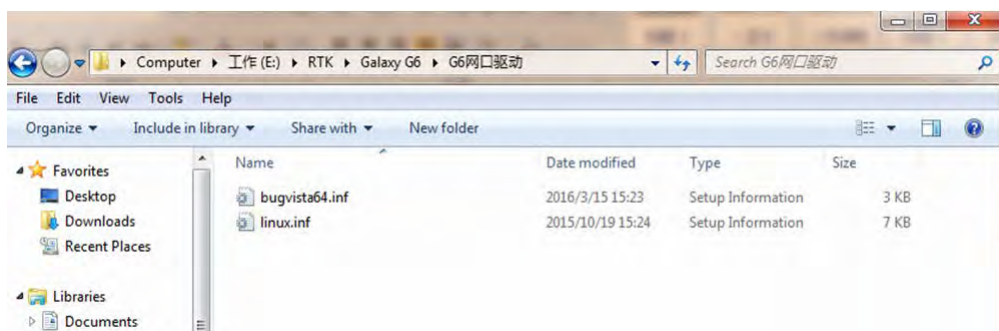 Computer ▸ 工作 (E:) ▸ RTK ▸ Galaxy G6 ▸ G6网口驱动
Search G6网口驱动
File Edit View Tools Help
Organize ▾ Include in library ▾ Share with ▾ New folder
Name Date modified Type Size
Favorites
bugvista64.inf 2016/3/15 15:23 Setup Information 3 KB
Desktop
linux.inf 2015/10/19 15:24 Setup Information 7 KB
Downloads
Recent Places
Libraries
Documents